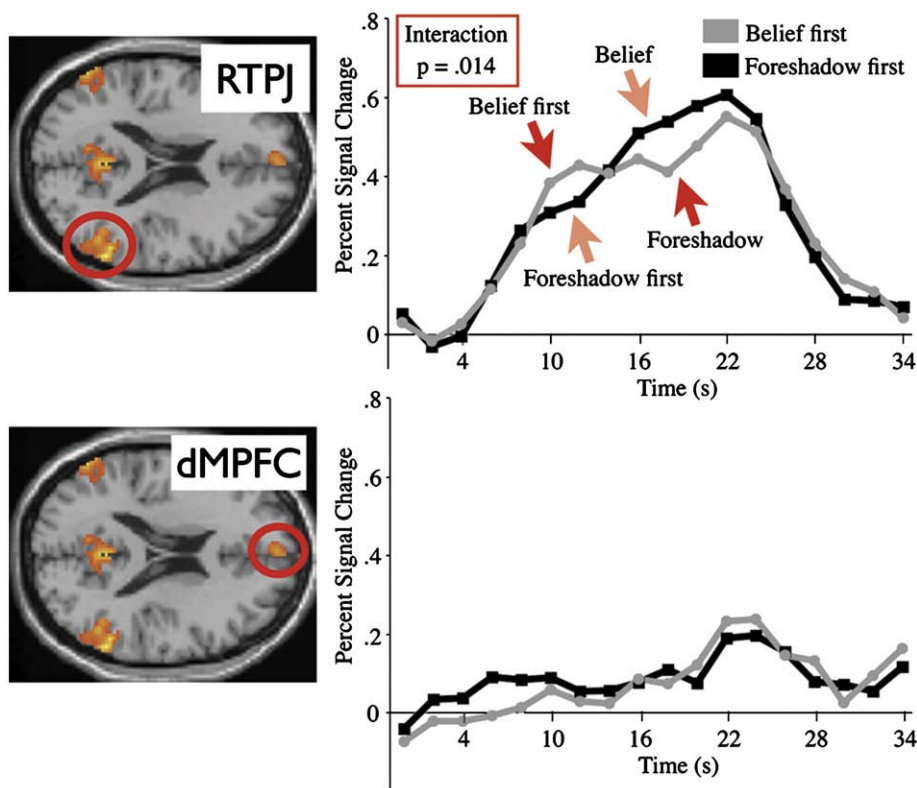 RTPJ
Interaction
p = .014
Belief
Belief first
Foreshadow first
Belief first
Foreshadow
Foreshadow first
Percent Signal Change
.8
.6
.4
.2
0
4
10
16
22
28
34
Time (s)
dMPFC
Percent Signal Change
.8
.6
.4
.2
0
4
10
16
22
28
34
Time (s)